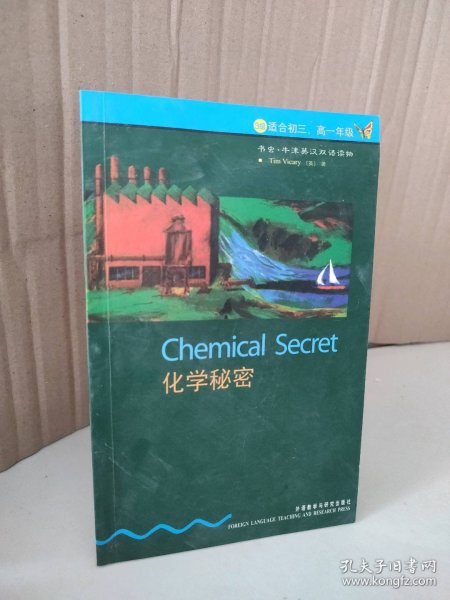 3级 适合初三、高一年级
书虫·牛津英汉双语读物
■ Tim Vicary (英) 著
Chemical Secret
化学秘密
外语教学与研究出版社
FOREIGN LANGUAGE TEACHING AND RESEARCH PRESS
孔夫子旧书网
www.kongfz.com